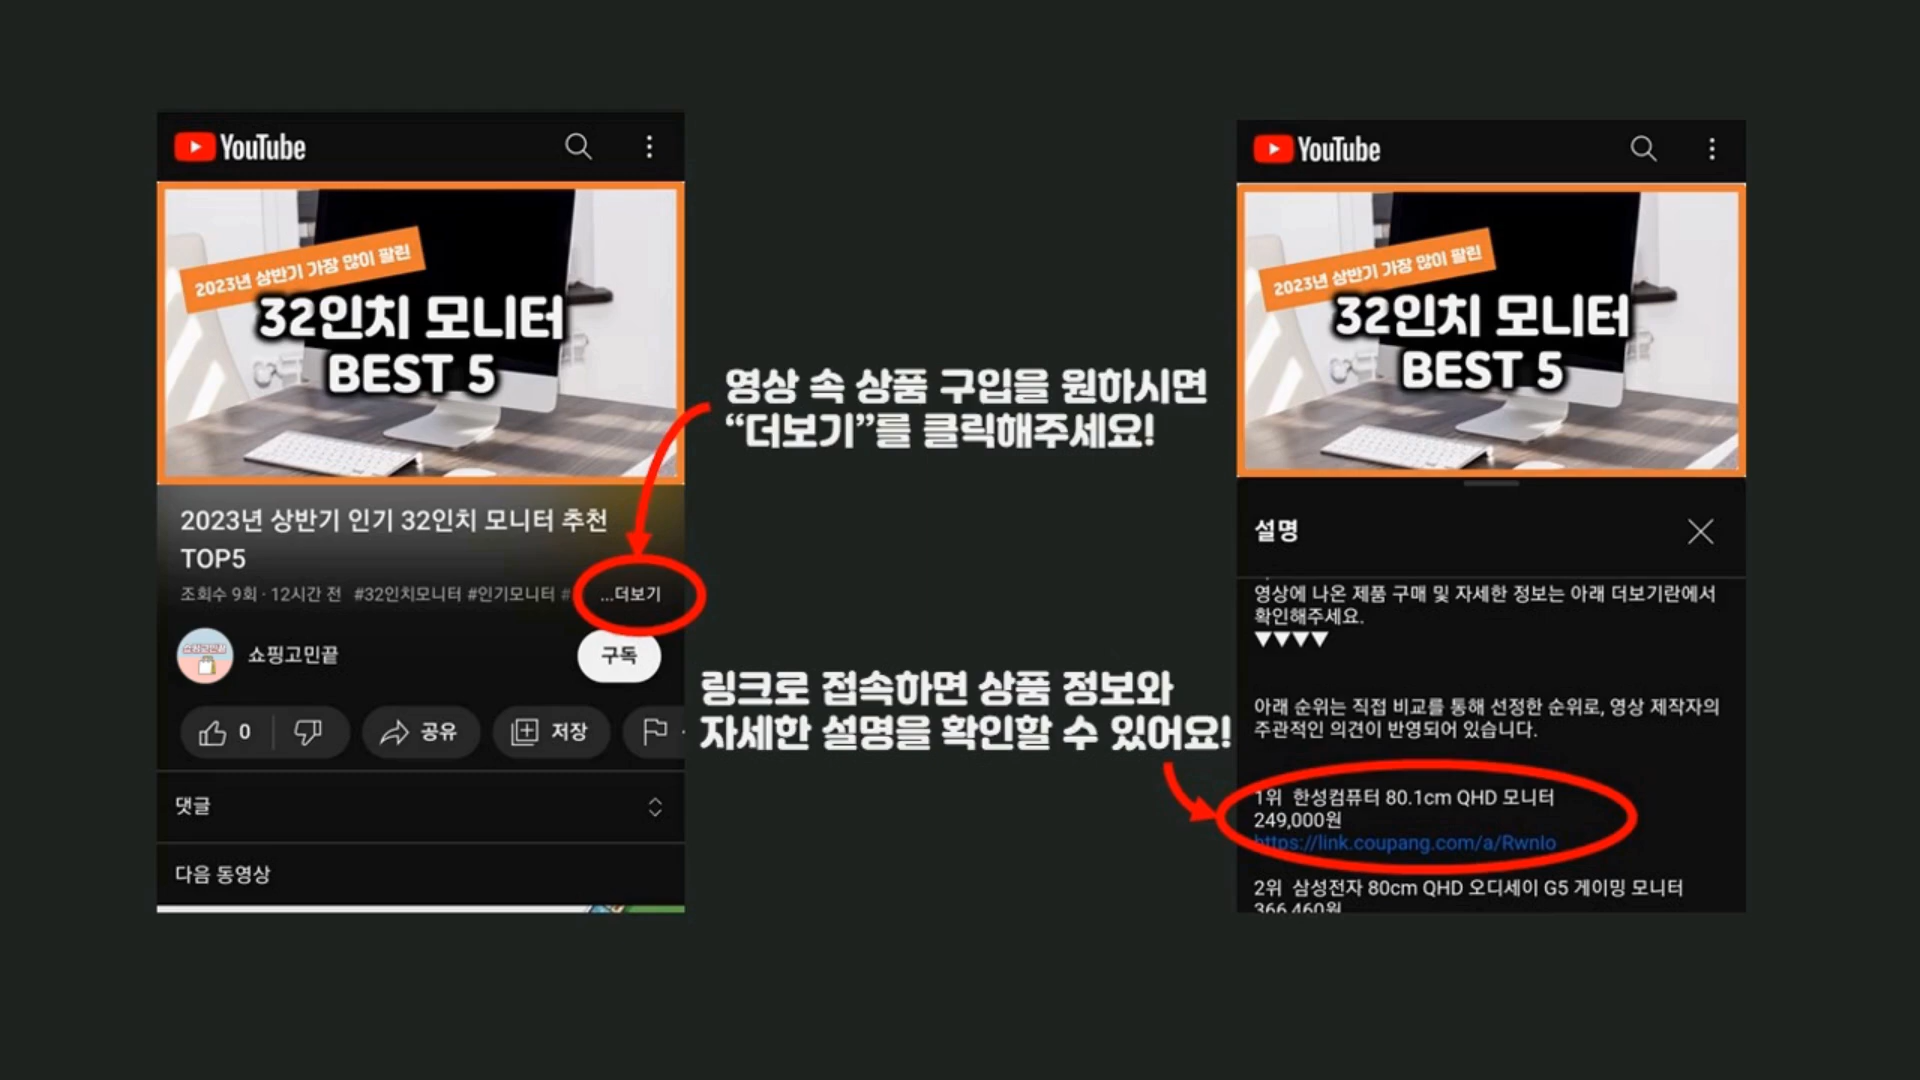 YouTube
2023년 상반기 가장 많이 팔린
32인치 모니터
BEST 5
2023년 상반기 인기 32인치 모니터 추천
TOP5
조회수 9회 · 12시간 전 #32인치모니터 #인기모니터 # ...더보기
쇼핑고민끝
쇼핑고민끝
구독
0
공유
저장
댓글
다음 동영상
영상 속 상품 구입을 원하시면
“더보기”를 클릭해주세요!
링크로 접속하면 상품 정보와
자세한 설명을 확인할 수 있어요!
YouTube
2023년 상반기 가장 많이 팔린
32인치 모니터
BEST 5
설명
영상에 나온 제품 구매 및 자세한 정보는 아래 더보기란에서
확인해주세요.
▼▼▼▼
아래 순위는 직접 비교를 통해 선정한 순위로, 영상 제작자의
주관적인 의견이 반영되어 있습니다.
1위 한성컴퓨터 80.1cm QHD 모니터
249,000원
https://link.coupang.com/a/Rwnlo
2위 삼성전자 80cm QHD 오디세이 G5 게이밍 모니터
366,460원